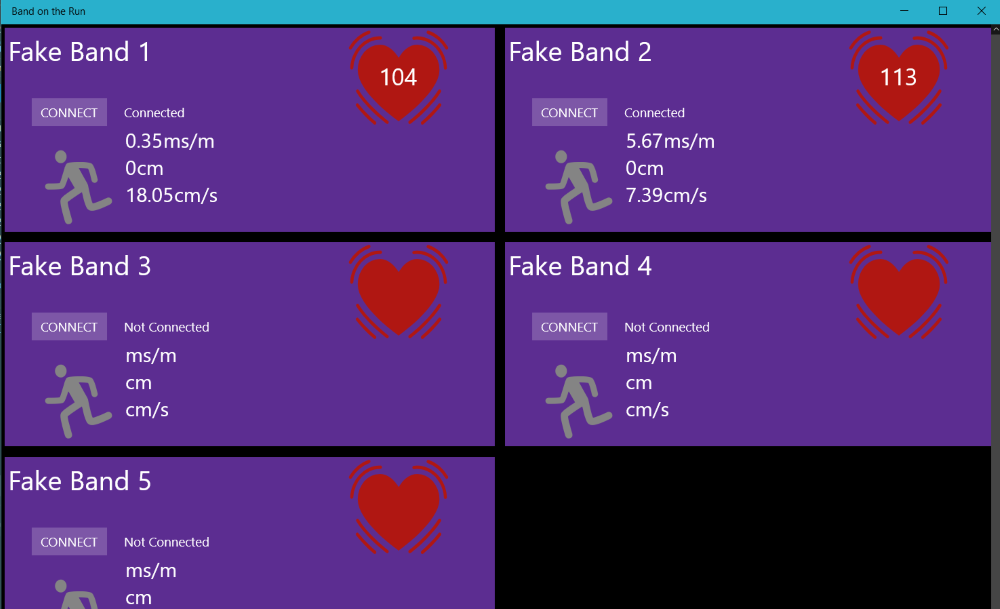 Band on the Run
Fake Band 1
104
CONNECT
Connected
0.35ms/m
0cm
18.05cm/s
Fake Band 2
113
CONNECT
Connected
5.67ms/m
0cm
7.39cm/s
Fake Band 3
CONNECT
Not Connected
ms/m
cm
cm/s
Fake Band 4
CONNECT
Not Connected
ms/m
cm
cm/s
Fake Band 5
CONNECT
Not Connected
ms/m
cm